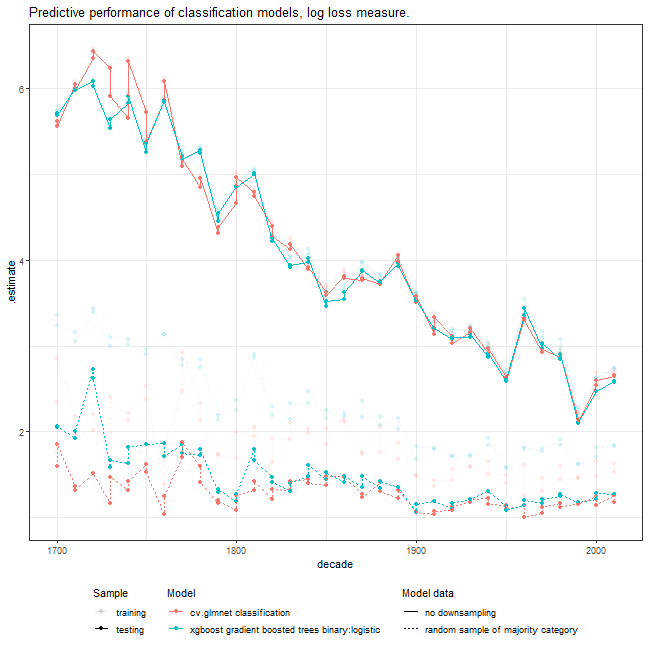 Predictive performance of classification models, log loss measure.
6
4
2
estimate
1700 1800 1900 2000
decade
Sample Model Model data
training cv.glmnet classification no downsampling
testing xgboost gradient boosted trees binary:logistic random sample of majority category